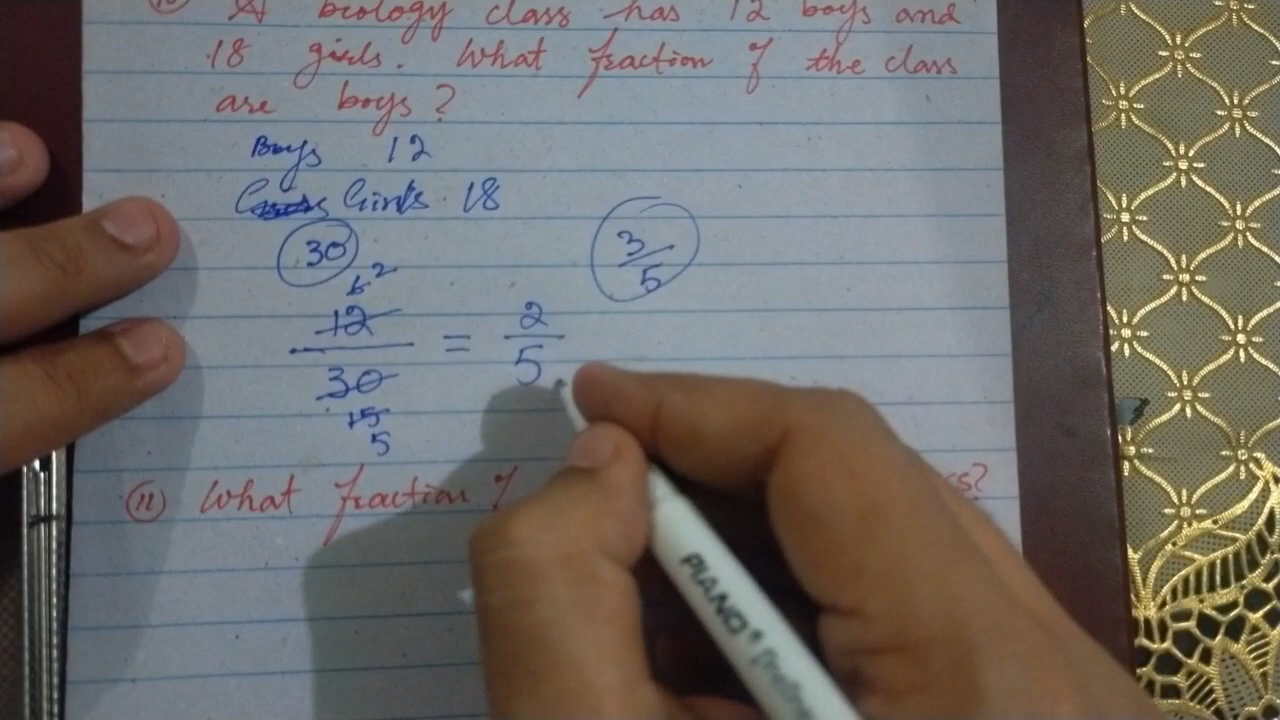 A biology class has 12 boys and
18 girls. What fraction of the class
are boys?
Boys 12
Girls 18
30
3/5
6 2
12
30
15
5
= 2/5
(11) What fraction of
PIANO